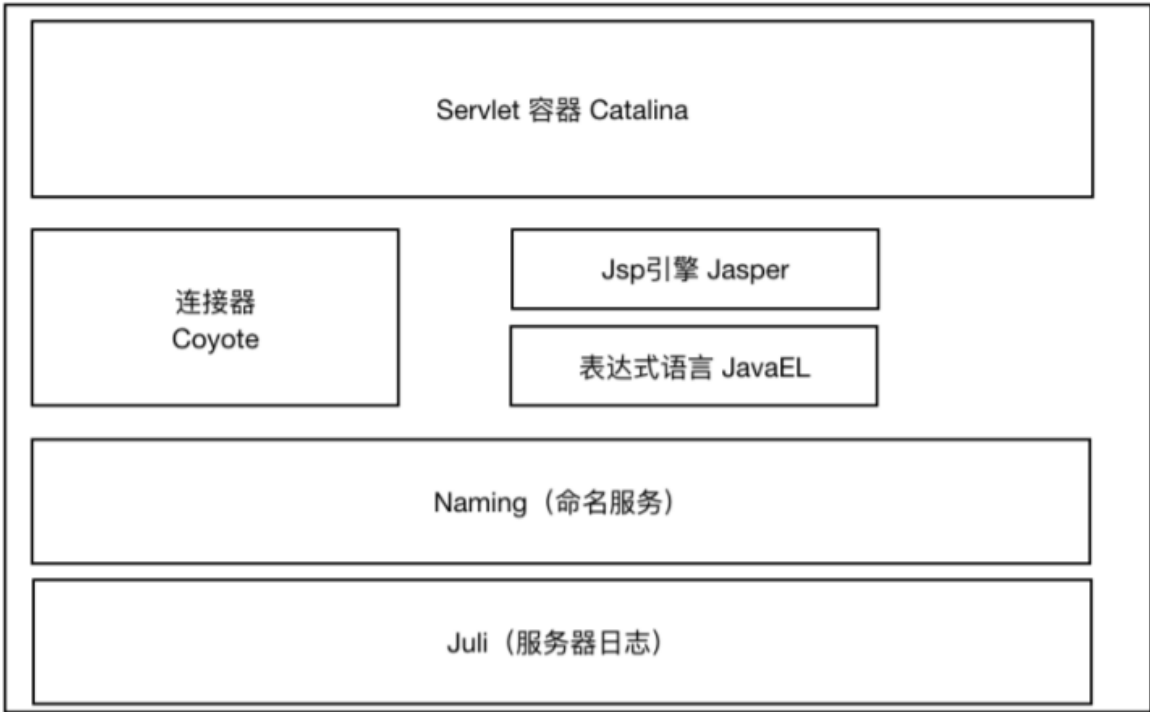 Servlet 容器 Catalina
连接器
Coyote
Jsp引擎 Jasper
表达式语言 JavaEL
Naming（命名服务）
Juli（服务器日志）